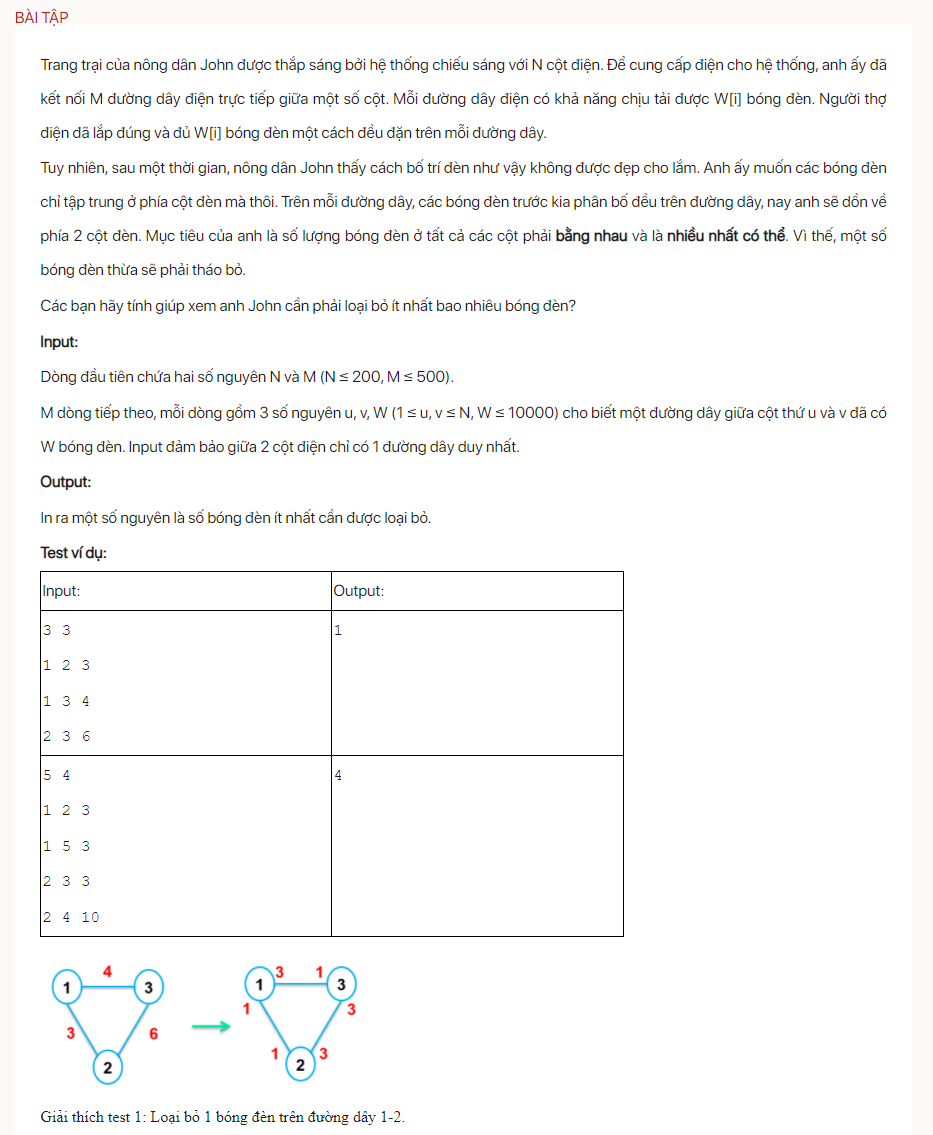 BÀI TẬP
Trang trại của nông dân John được thắp sáng bởi hệ thống chiếu sáng với N cột điện. Để cung cấp điện cho hệ thống, anh ấy đã
kết nối M đường dây điện trực tiếp giữa một số cột. Mỗi đường dây điện có khả năng chịu tải được W[i] bóng đèn. Người thợ
điện đã lắp đúng và đủ W[i] bóng đèn một cách đều đặn trên mỗi đường dây.
Tuy nhiên, sau một thời gian, nông dân John thấy cách bố trí đèn như vậy không được đẹp cho lắm. Anh ấy muốn các bóng đèn
chỉ tập trung ở phía cột đèn mà thôi. Trên mỗi đường dây, các bóng đèn trước kia phân bố đều trên đường dây, nay anh sẽ dồn về
phía 2 cột đèn. Mục tiêu của anh là số lượng bóng đèn ở tất cả các cột phải bằng nhau và là nhiều nhất có thể. Vì thế, một số
bóng đèn thừa sẽ phải tháo bỏ.
Các bạn hãy tính giúp xem anh John cần phải loại bỏ ít nhất bao nhiêu bóng đèn?
Input:
Dòng đầu tiên chứa hai số nguyên N và M (N ≤ 200, M ≤ 500).
M dòng tiếp theo, mỗi dòng gồm 3 số nguyên u, v, W (1 ≤ u, v ≤ N, W ≤ 10000) cho biết một đường dây giữa cột thứ u và v đã có
W bóng đèn. Input đảm bảo giữa 2 cột điện chỉ có 1 đường dây duy nhất.
Output:
In ra một số nguyên là số bóng đèn ít nhất cần được loại bỏ.
Test ví dụ:
Input: Output:
3 3 1
1 2 3
1 3 4
2 3 6
5 4 4
1 2 3
1 5 3
2 3 3
2 4 10
4 3 1
1 3 1 3
1 3
3 6
1 3
2 2
Giải thích test 1: Loại bỏ 1 bóng đèn trên đường dây 1-2.